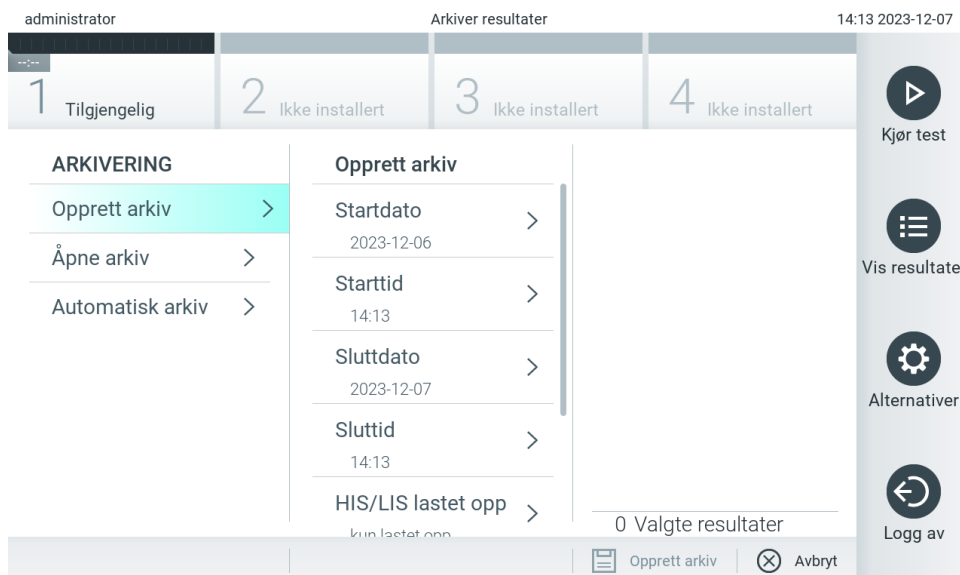 administrator
Arkiver resultater
14:13 2023-12-07
--:--
1 Tilgjengelig
2 Ikke installert
3 Ikke installert
4 Ikke installert
ARKIVERING
Opprett arkiv
Åpne arkiv
Automatisk arkiv
Opprett arkiv
Startdato
2023-12-06
Starttid
14:13
Sluttdato
2023-12-07
Sluttid
14:13
HIS/LIS lastet opp
kun lastet opp
0 Valgte resultater
Opprett arkiv
Avbryt
Kjør test
Vis resultate
Alternativer
Logg av